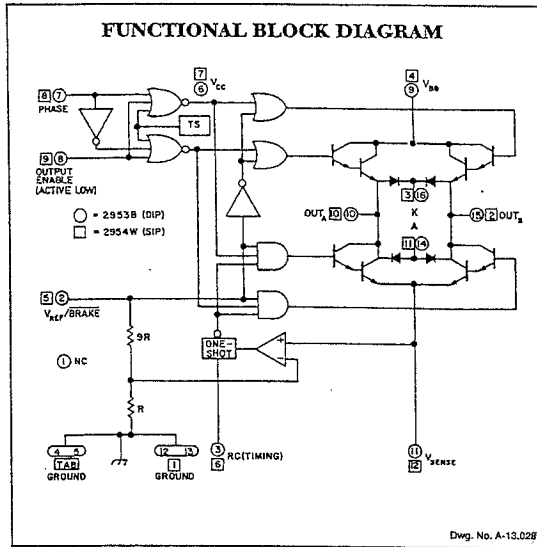 FUNCTIONAL BLOCK DIAGRAM
8 7
PHASE
7
6 VCC
4
9 VBB
TS
9 8
OUTPUT
ENABLE
(ACTIVE LOW)
= 2953B (DIP)
= 2954W (SIP)
3 16
OUTA 10 10
K
A
15 2 OUTB
11 14
5 2
VREF/BRAKE
9R
1 NC
ONE-
SHOT
+
−
R
4 5
TAB
GROUND
12 13
1
GROUND
3
6
RC(TIMING)
11
12
VSENSE
Dwg. No. A-13.028